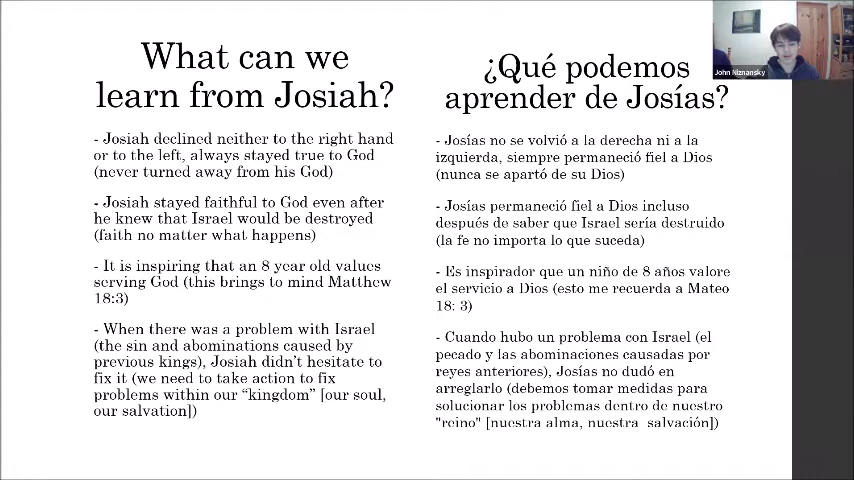 What can we
learn from Josiah?
- Josiah declined neither to the right hand
or to the left, always stayed true to God
(never turned away from his God)
- Josiah stayed faithful to God even after
he knew that Israel would be destroyed
(faith no matter what happens)
- It is inspiring that an 8 year old values
serving God (this brings to mind Matthew
18:3)
- When there was a problem with Israel
(the sin and abominations caused by
previous kings), Josiah didn't hesitate to
fix it (we need to take action to fix
problems within our “kingdom” [our soul,
our salvation])
¿Qué podemos
aprender de Josías?
- Josías no se volvió a la derecha ni a la
izquierda, siempre permaneció fiel a Dios
(nunca se apartó de su Dios)
- Josías permaneció fiel a Dios incluso
después de saber que Israel sería destruido
(la fe no importa lo que suceda)
- Es inspirador que un niño de 8 años valore
el servicio a Dios (esto me recuerda a Mateo
18: 3)
- Cuando hubo un problema con Israel (el
pecado y las abominaciones causadas por
reyes anteriores), Josías no dudó en
arreglarlo (debemos tomar medidas para
solucionar los problemas dentro de nuestro
"reino" [nuestra alma, nuestra salvación])
John Niznansky